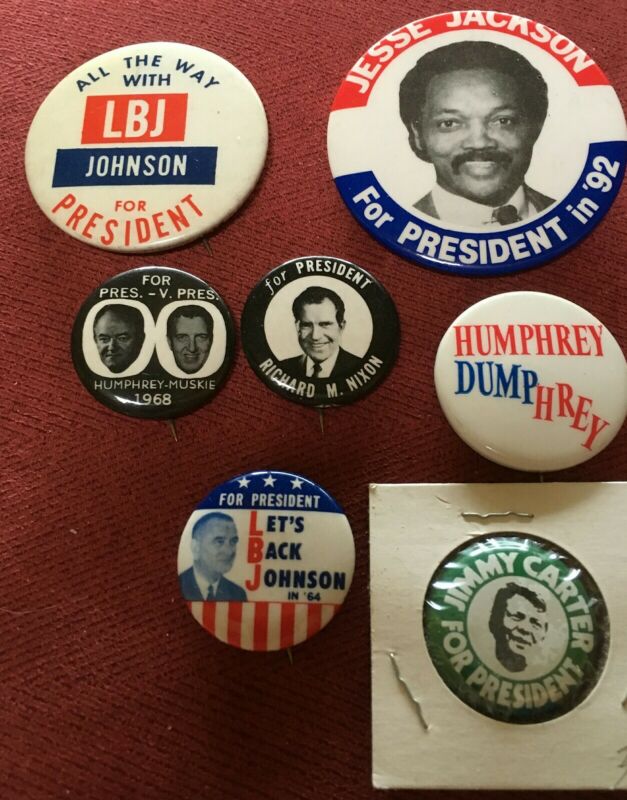 ALL THE WAY
WITH
LBJ
JOHNSON
FOR
PRESIDENT
JESSE JACKSON
For PRESIDENT in '92
FOR
PRES. - V. PRES.
HUMPHREY-MUSKIE
1968
for PRESIDENT
RICHARD M. NIXON
HUMPHREY
DUMPHREY
FOR PRESIDENT
LET'S
BACK
JOHNSON
IN '64
JIMMY CARTER
FOR PRESIDENT